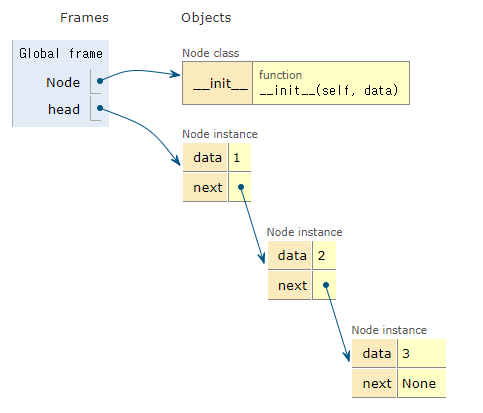 Frames Objects
Global frame
Node
head
Node class
__init__
function
__init__(self, data)
Node instance
data 1
next
Node instance
data 2
next
Node instance
data 3
next None